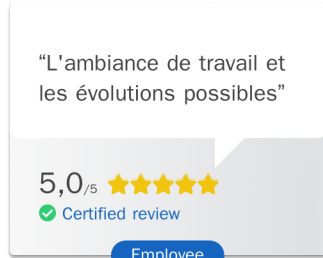 “L'ambiance de travail et
les évolutions possibles”
5,0/5
Certified review
Employee